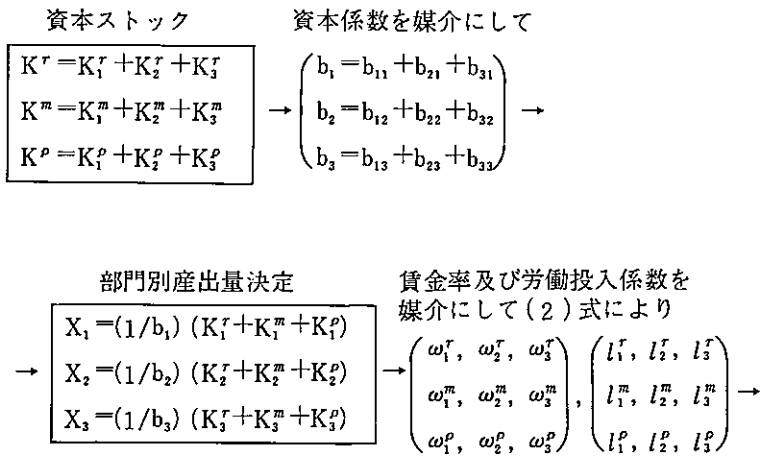 資本ストック 資本係数を媒介にして
K^r=K_1^r+K_2^r+K_3^r b_1=b_11+b_21+b_31
K^m=K_1^m+K_2^m+K_3^m → b_2=b_12+b_22+b_32 →
K^ρ=K_1^ρ+K_2^ρ+K_3^ρ b_3=b_13+b_23+b_33
部門別産出量決定 賃金率及び労働投入係数を
媒介にして(2)式により
X_1=(1/b_1) (K_1^r+K_1^m+K_1^ρ) (ω_1^r, ω_2^r, ω_3^r) (l_1^r, l_2^r, l_3^r)
→ X_2=(1/b_2) (K_2^r+K_2^m+K_2^ρ) → (ω_1^m, ω_2^m, ω_3^m) , (l_1^m, l_2^m, l_3^m) →
X_3=(1/b_3) (K_3^r+K_3^m+K_3^ρ) (ω_1^ρ, ω_2^ρ, ω_3^ρ) (l_1^ρ, l_2^ρ, l_3^ρ)